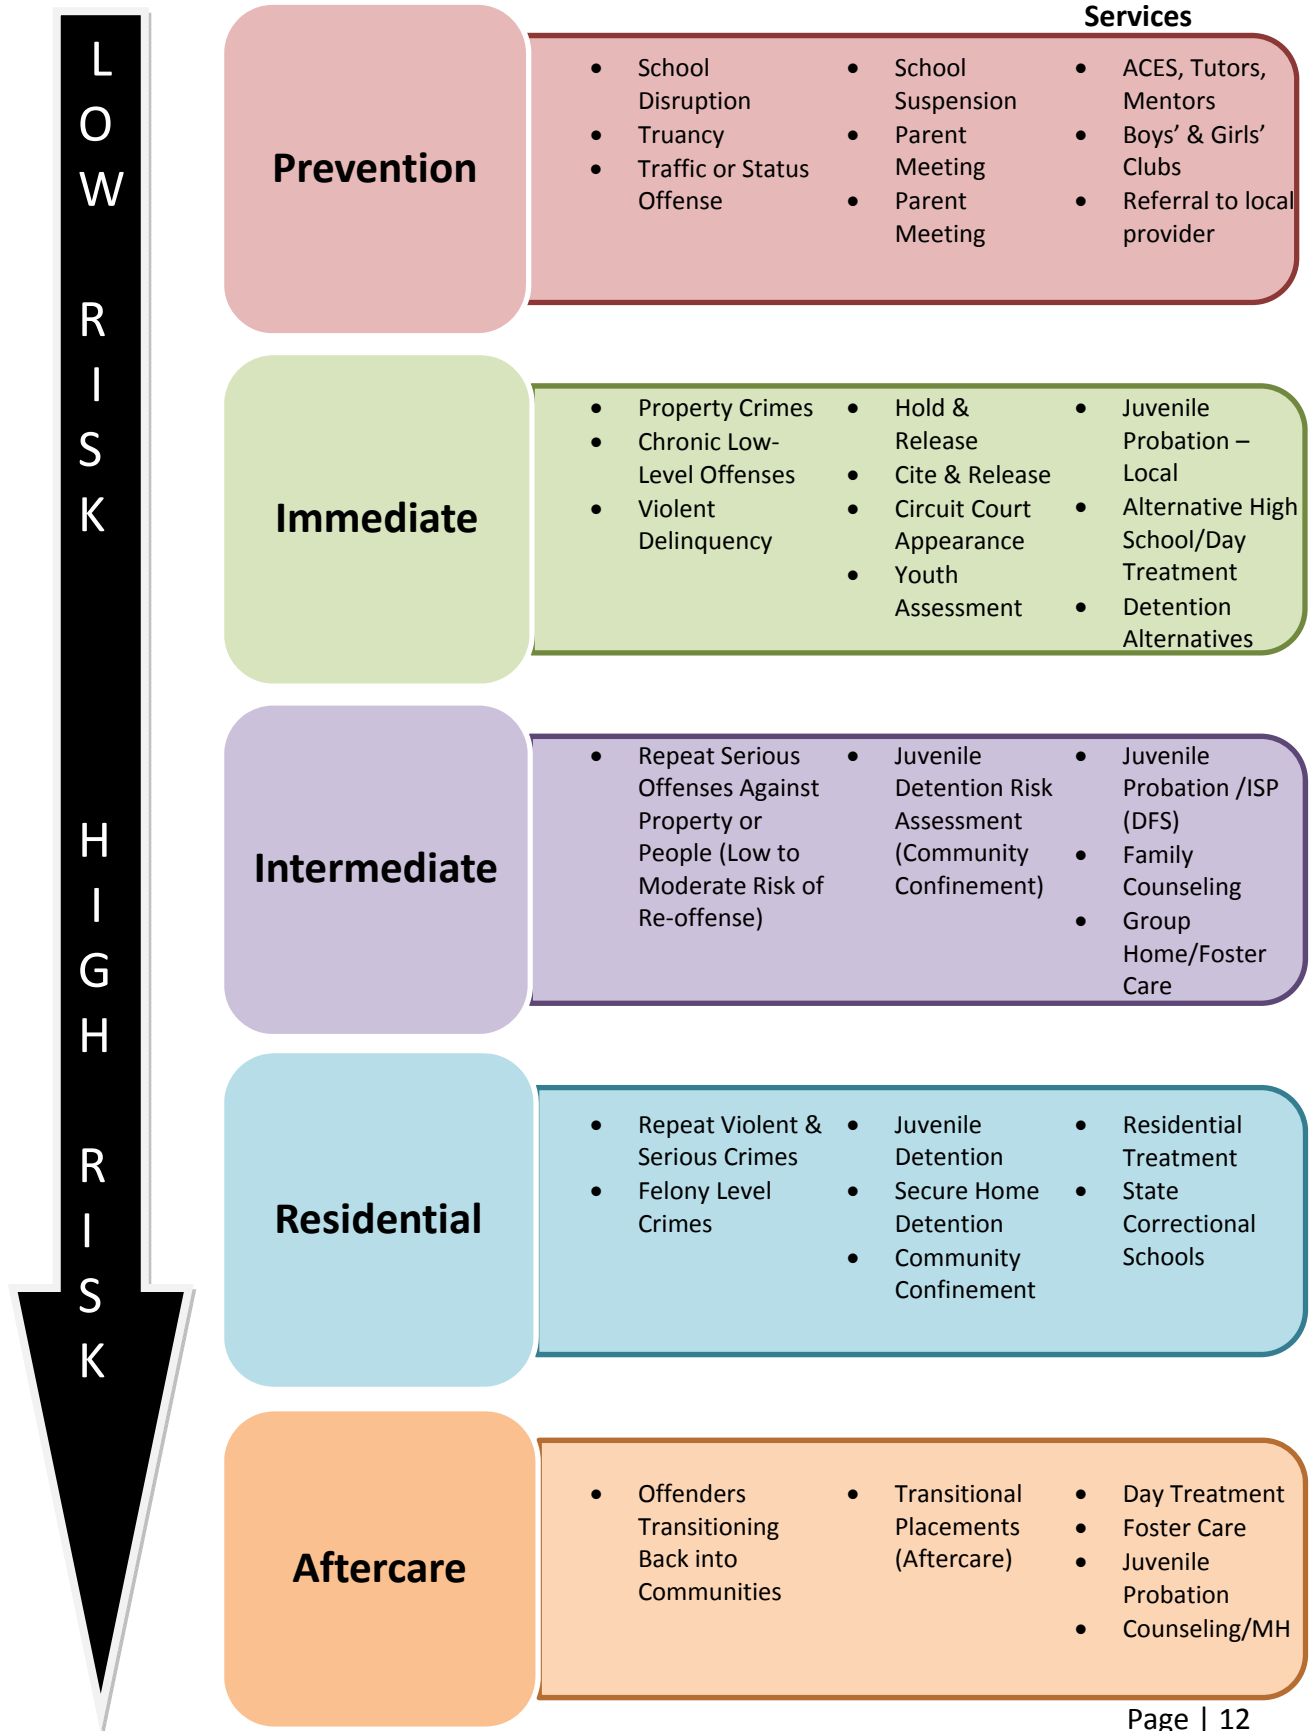 Services
LOW RISK HIGH RISK
Prevention
• School
Disruption
• Truancy
• Traffic or Status
Offense
• School
Suspension
• Parent
Meeting
• Parent
Meeting
• ACES, Tutors,
Mentors
• Boys’ & Girls’
Clubs
• Referral to local
provider
Immediate
• Property Crimes
• Chronic Low-
Level Offenses
• Violent
Delinquency
• Hold &
Release
• Cite & Release
• Circuit Court
Appearance
• Youth
Assessment
• Juvenile
Probation –
Local
• Alternative High
School/Day
Treatment
• Detention
Alternatives
Intermediate
• Repeat Serious
Offenses Against
Property or
People (Low to
Moderate Risk of
Re-offense)
• Juvenile
Detention Risk
Assessment
(Community
Confinement)
• Juvenile
Probation /ISP
(DFS)
• Family
Counseling
• Group
Home/Foster
Care
Residential
• Repeat Violent &
Serious Crimes
• Felony Level
Crimes
• Juvenile
Detention
• Secure Home
Detention
• Community
Confinement
• Residential
Treatment
• State
Correctional
Schools
Aftercare
• Offenders
Transitioning
Back into
Communities
• Transitional
Placements
(Aftercare)
• Day Treatment
• Foster Care
• Juvenile
Probation
• Counseling/MH
Page | 12